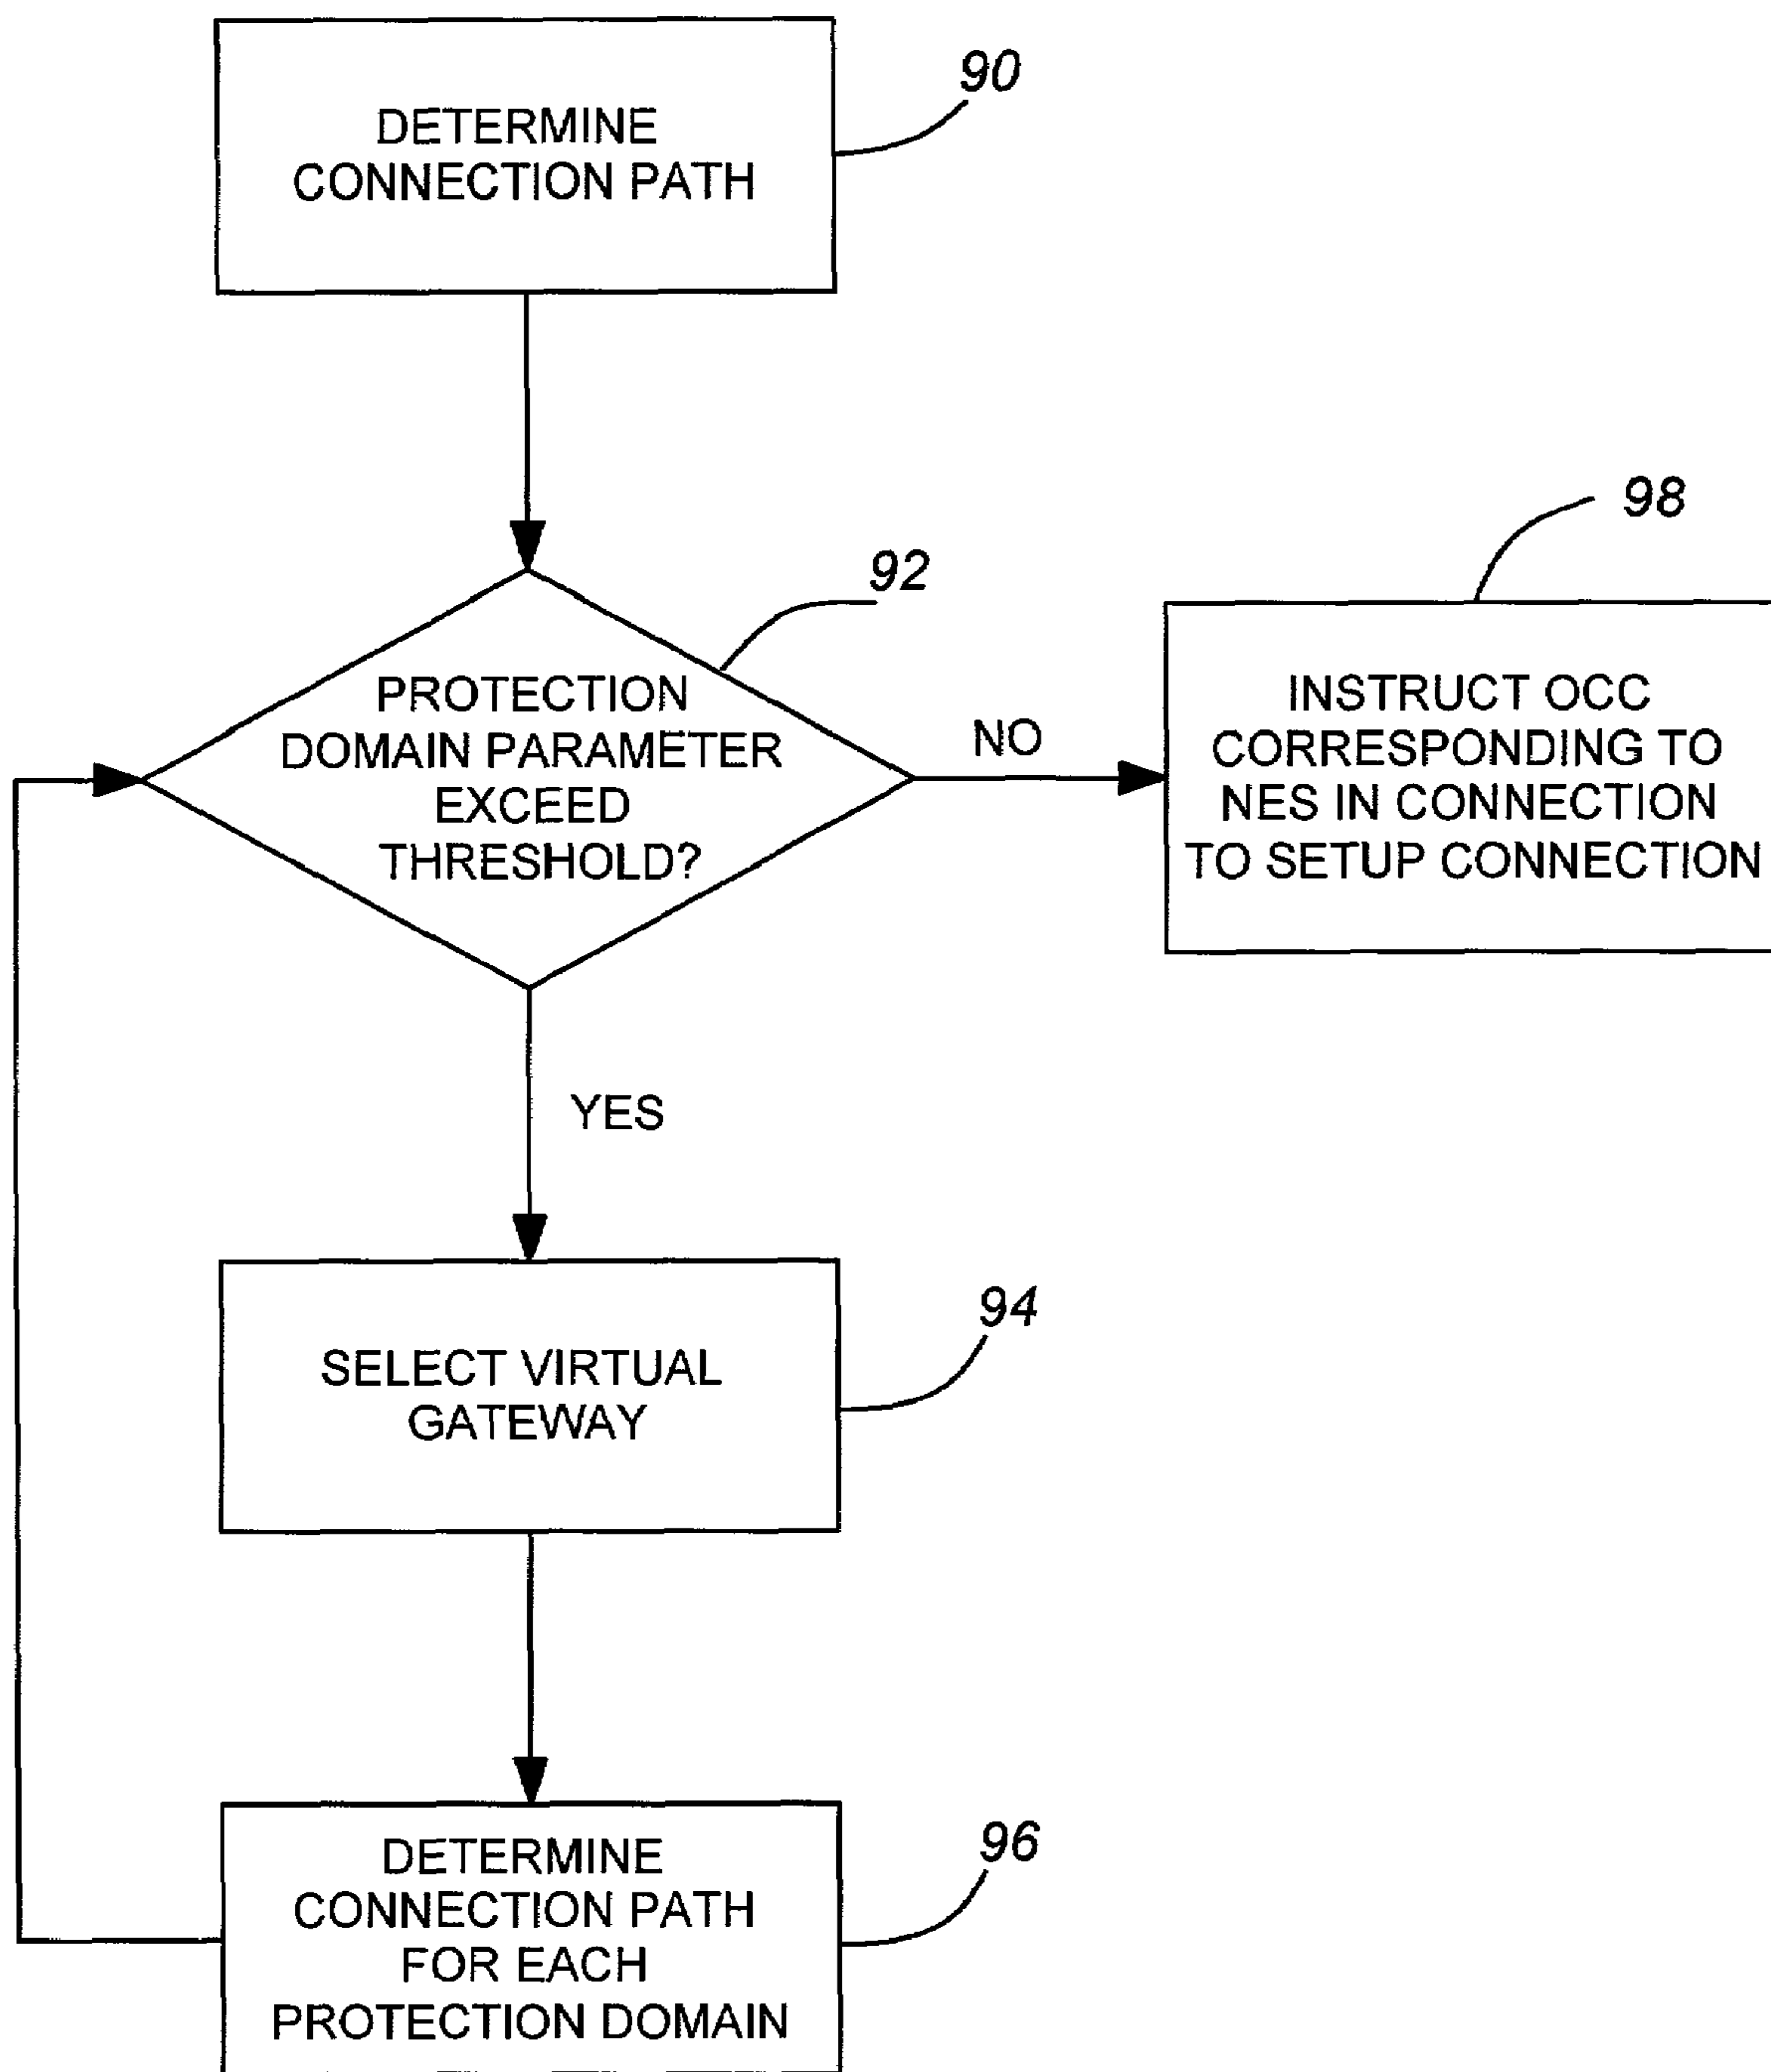 90
DETERMINE
CONNECTION PATH
92
PROTECTION
DOMAIN PARAMETER
EXCEED
THRESHOLD?
NO
98
INSTRUCT OCC
CORRESPONDING TO
NES IN CONNECTION
TO SETUP CONNECTION
YES
94
SELECT VIRTUAL
GATEWAY
96
DETERMINE
CONNECTION PATH
FOR EACH
PROTECTION DOMAIN